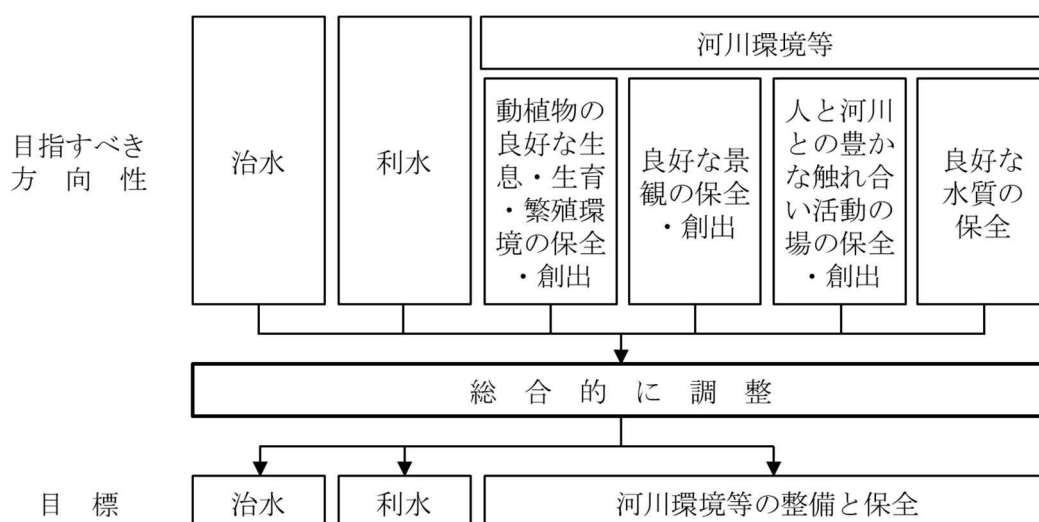 河川環境等
目指すべき
方向性
治水
利水
動植物の
良好な生
息・生育
・繁殖環
境の保全
・創出
良好な景
観の保全
・創出
人と河川
との豊か
な触れ合
い活動の
場の保全
・創出
良好な
水質の
保全
総合的に調整
目標
治水
利水
河川環境等の整備と保全